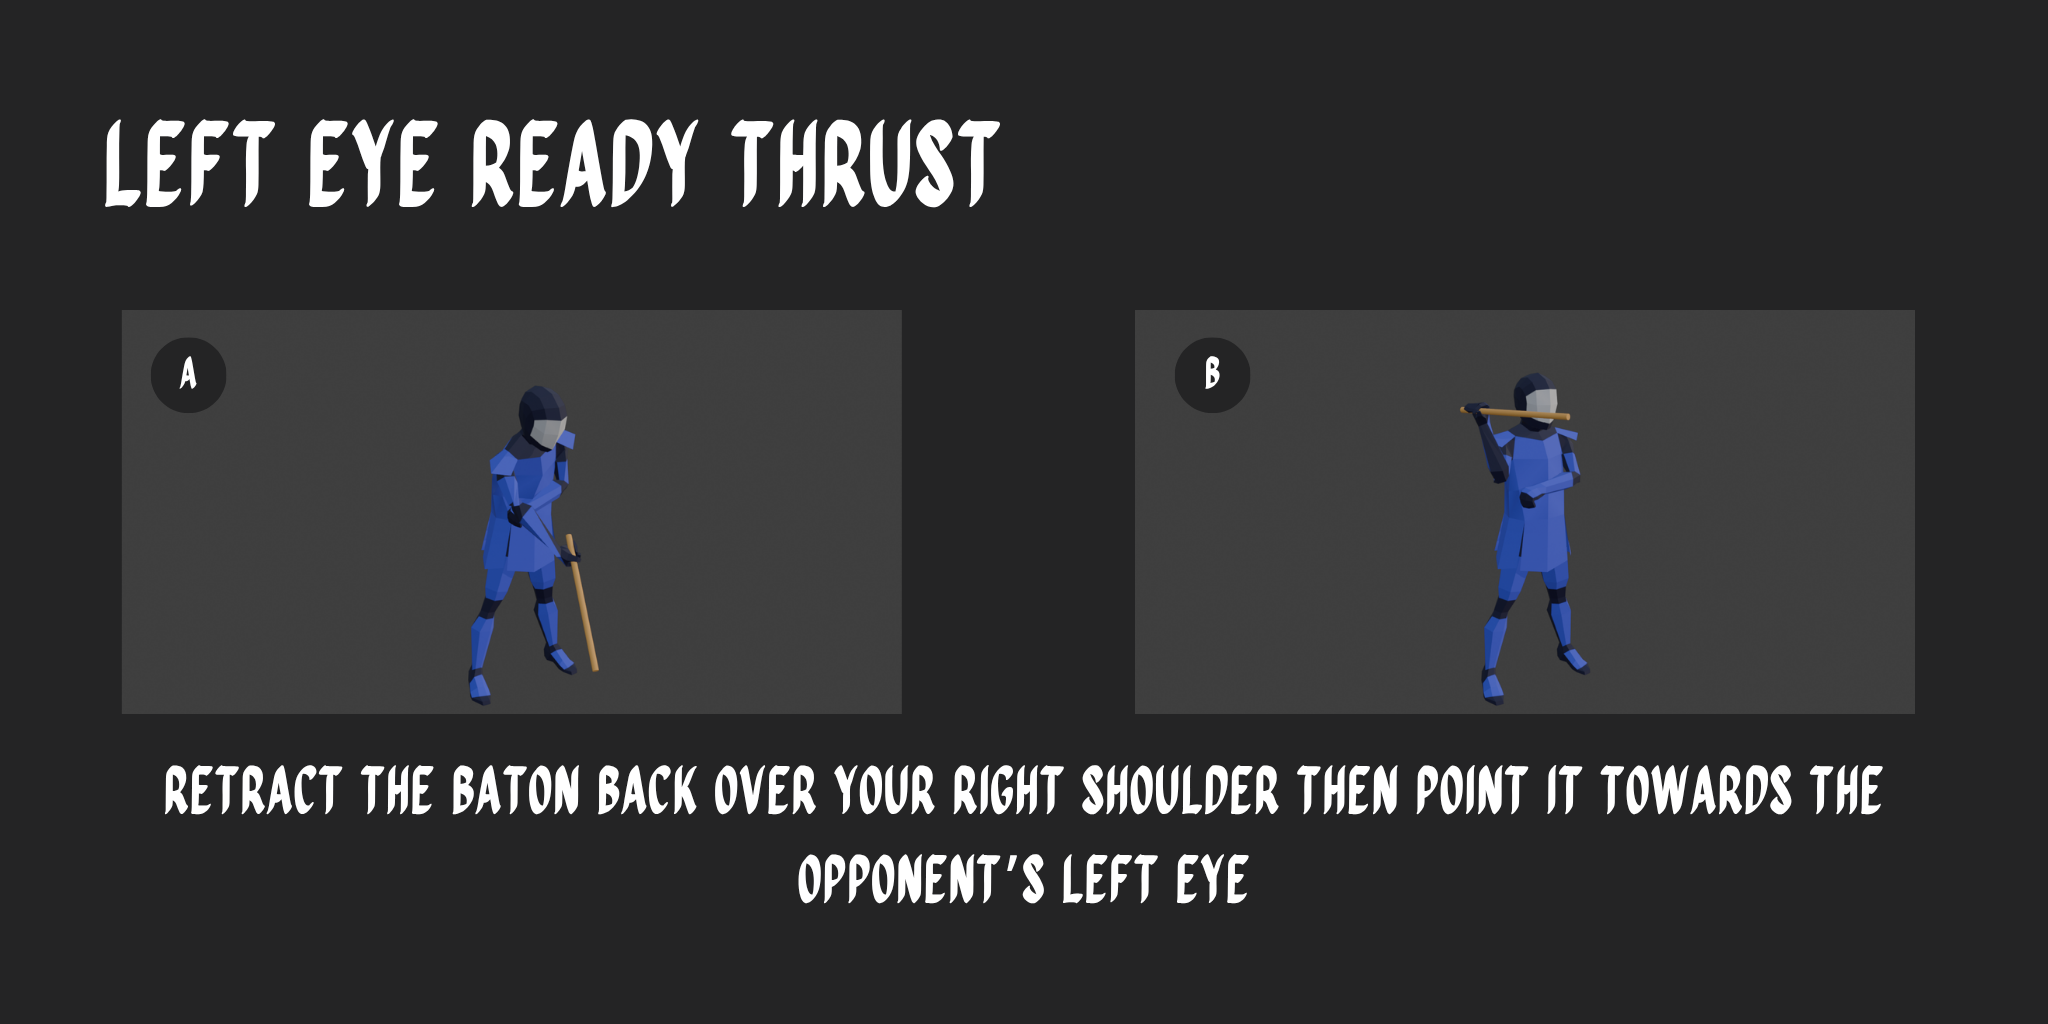 LEFT EYE READY THRUST
A
B
RETRACT THE BATON BACK OVER YOUR RIGHT SHOULDER THEN POINT IT TOWARDS THE
OPPONENT'S LEFT EYE